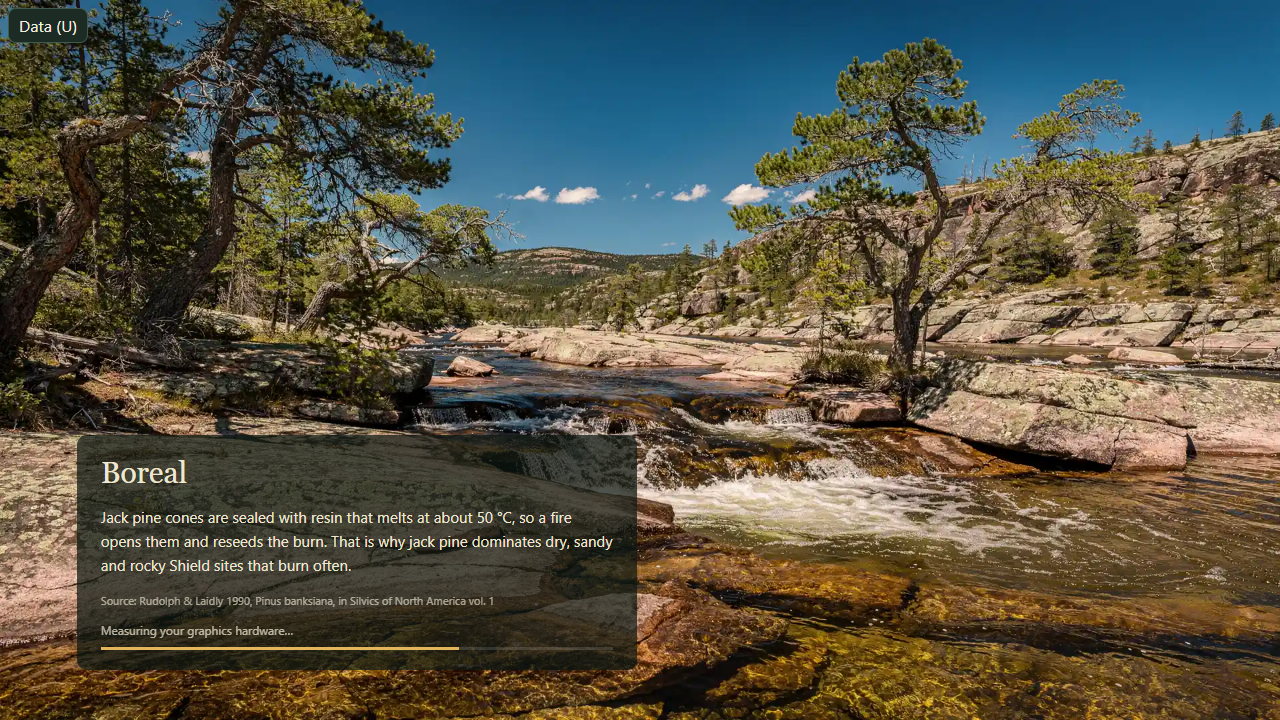 Data (U)
Boreal
Jack pine cones are sealed with resin that melts at about 50 °C, so a fire
opens them and reseeds the burn. That is why jack pine dominates dry, sandy
and rocky Shield sites that burn often.
Source: Rudolph & Laidly 1990, Pinus banksiana, in Silvics of North America vol. 1
Measuring your graphics hardware...